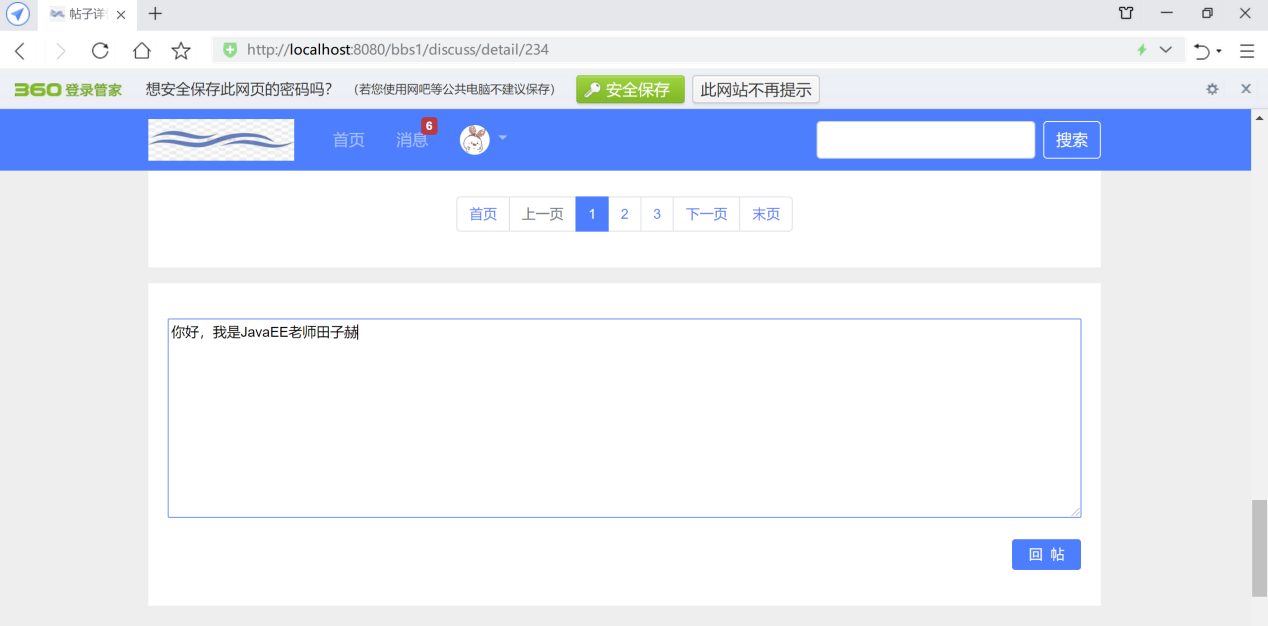 帖子详
http://localhost:8080/bbs1/discuss/detail/234
360登录管家 想安全保存此网页的密码吗？ （若您使用网吧等公共电脑不建议保存） 安全保存 此网站不再提示
首页 消息 6 搜索
首页 上一页 1 2 3 下一页 末页
你好，我是JavaEE老师田子赫
回 帖